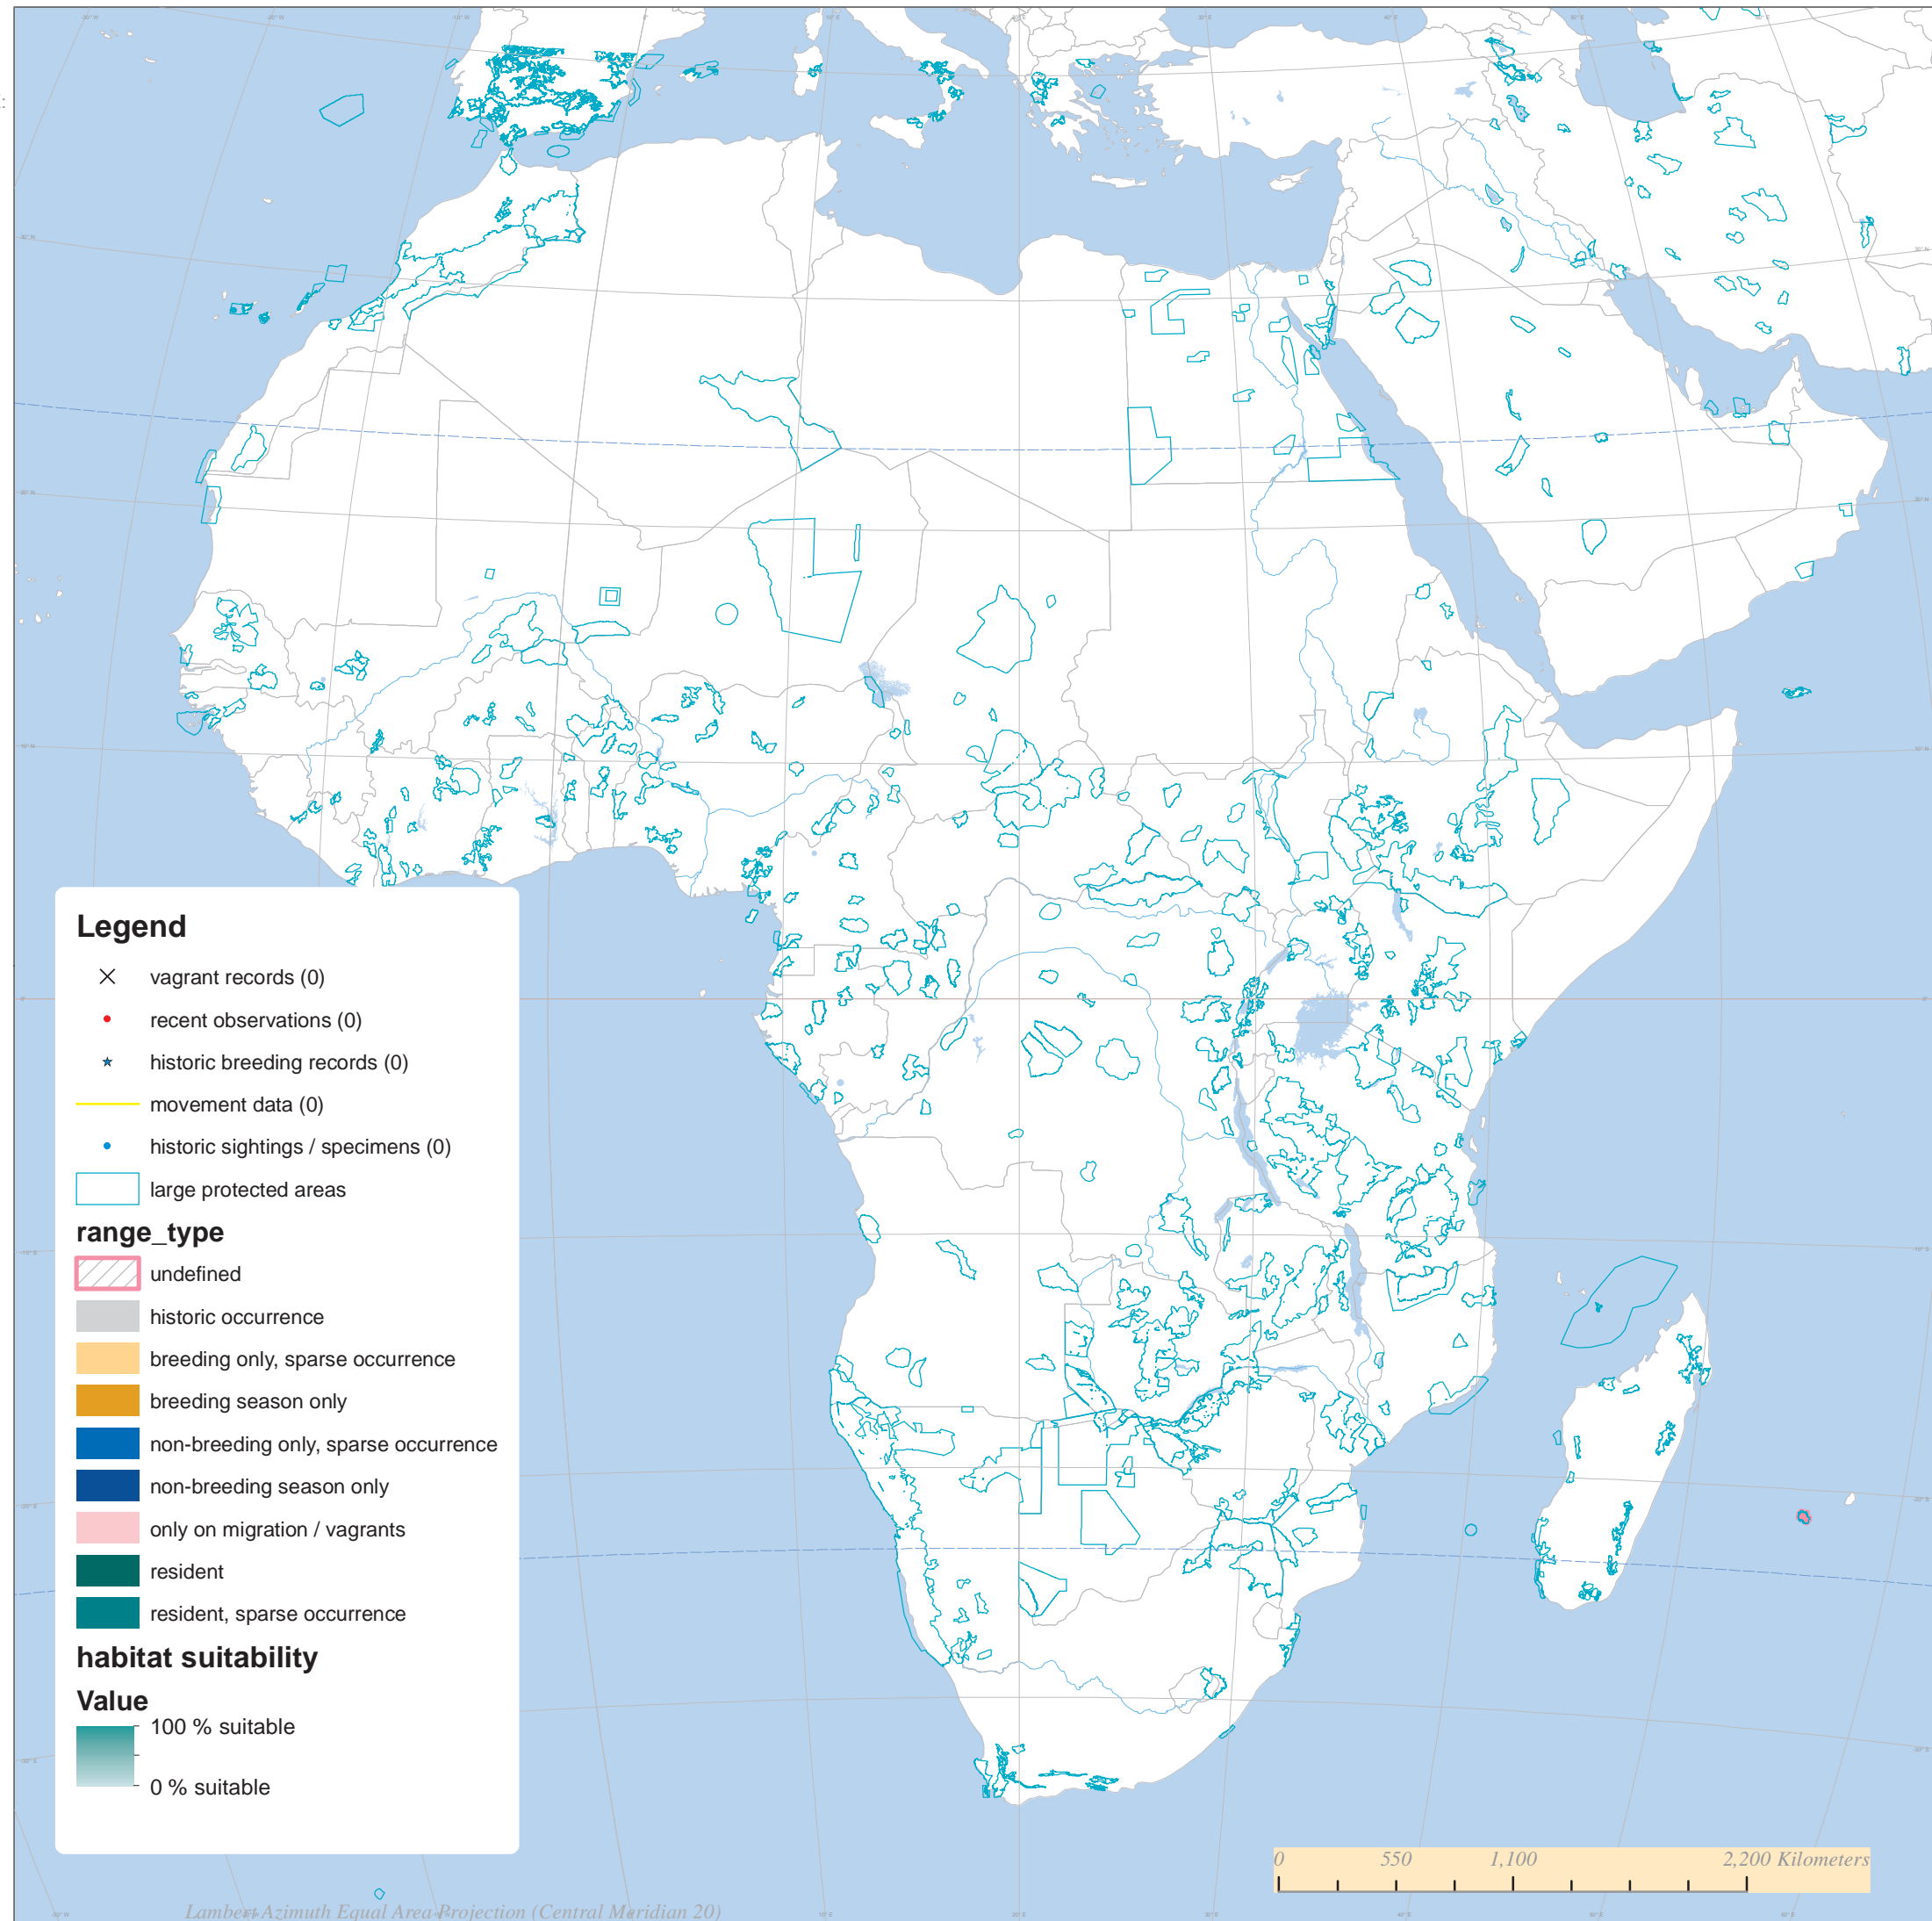 Legend
vagrant records (0)
recent observations (0)
historic breeding records (0)
movement data (0)
historic sightings / specimens (0)
large protected areas
range_type
undefined
historic occurrence
breeding only, sparse occurrence
breeding season only
non-breeding only, sparse occurrence
non-breeding season only
only on migration / vagrants
resident
resident, sparse occurrence
habitat suitability
Value
100 % suitable
0 % suitable
0 550 1,100 2,200 Kilometers
Lambert Azimuth Equal Area Projection (Central Meridian 20)